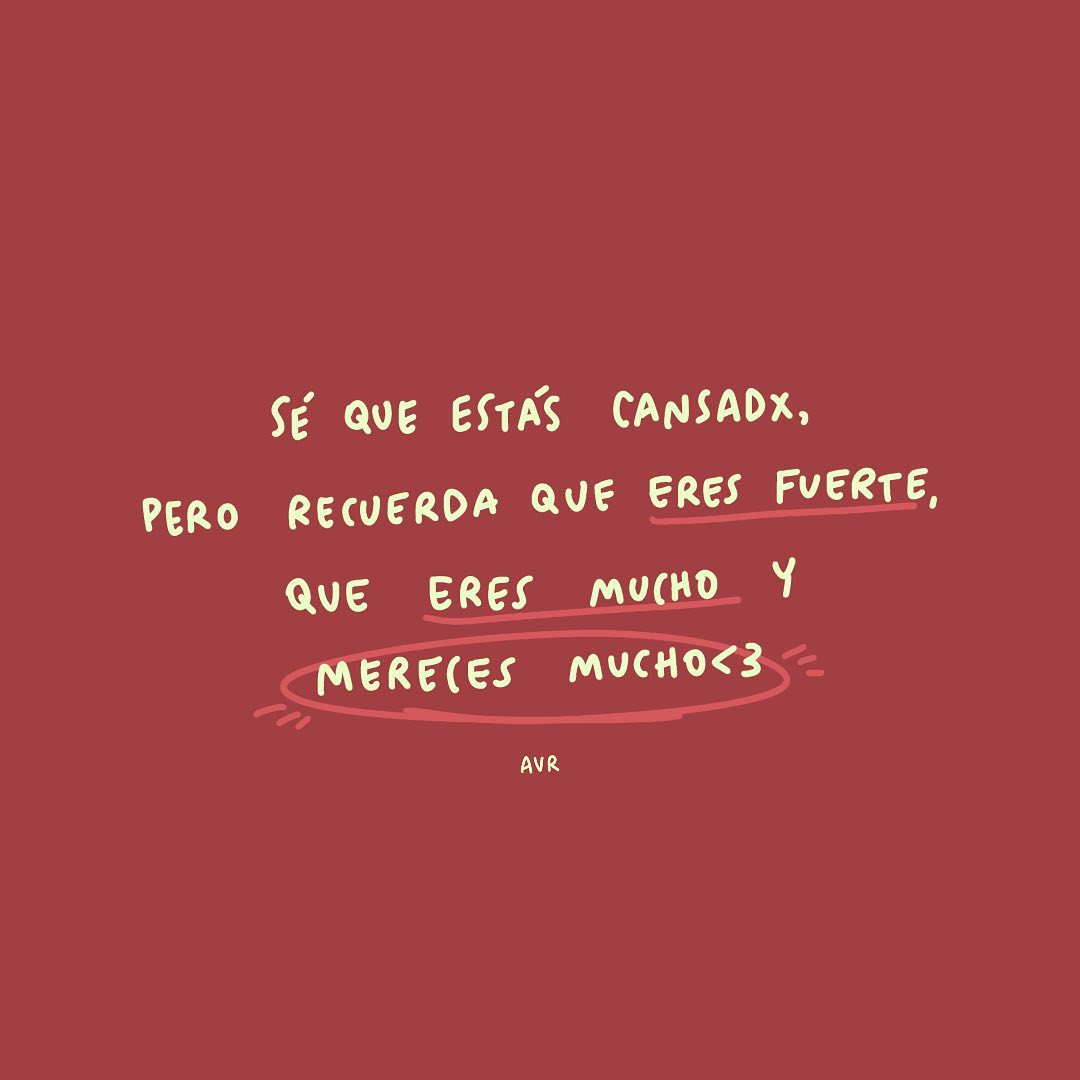 SÉ QUE ESTÁS CANSADX,
PERO RECUERDA QUE ERES FUERTE,
QUE ERES MUCHO Y
MERECES MUCHO<3
AVR